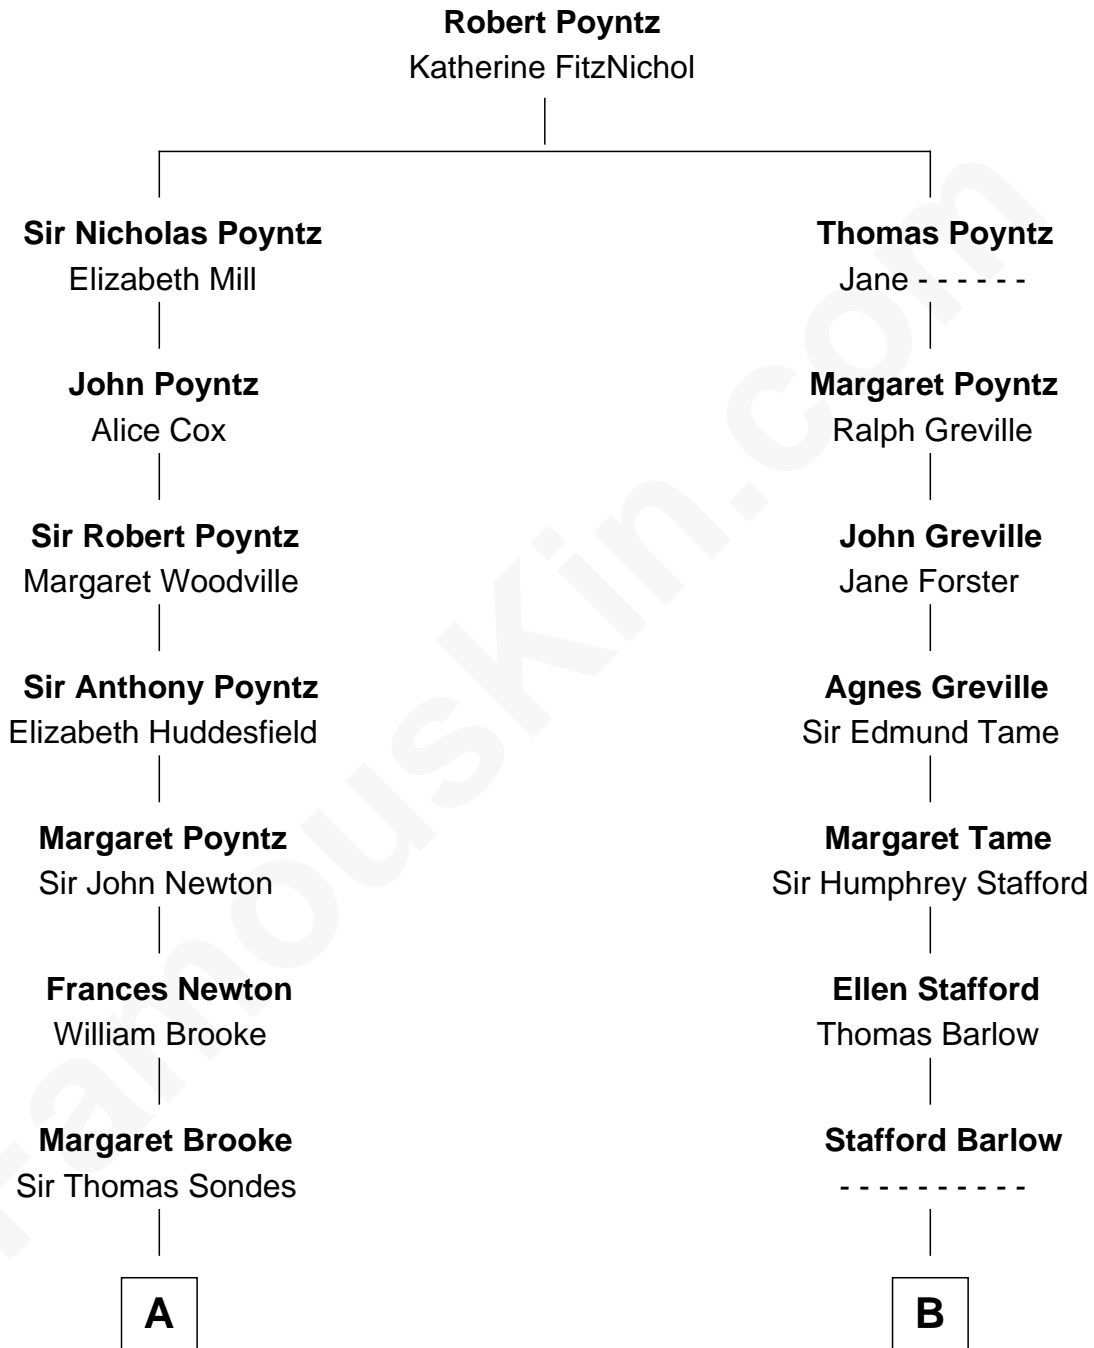 Robert Poyntz
Katherine FitzNichol
Sir Nicholas Poyntz
Elizabeth Mill
John Poyntz
Alice Cox
Sir Robert Poyntz
Margaret Woodville
Sir Anthony Poyntz
Elizabeth Huddesfield
Margaret Poyntz
Sir John Newton
Frances Newton
William Brooke
Margaret Brooke
Sir Thomas Sondes
A
Thomas Poyntz
Jane - - - - - -
Margaret Poyntz
Ralph Greville
John Greville
Jane Forster
Agnes Greville
Sir Edmund Tame
Margaret Tame
Sir Humphrey Stafford
Ellen Stafford
Thomas Barlow
Stafford Barlow
- - - - - - - - - -
B
FamousKin.com